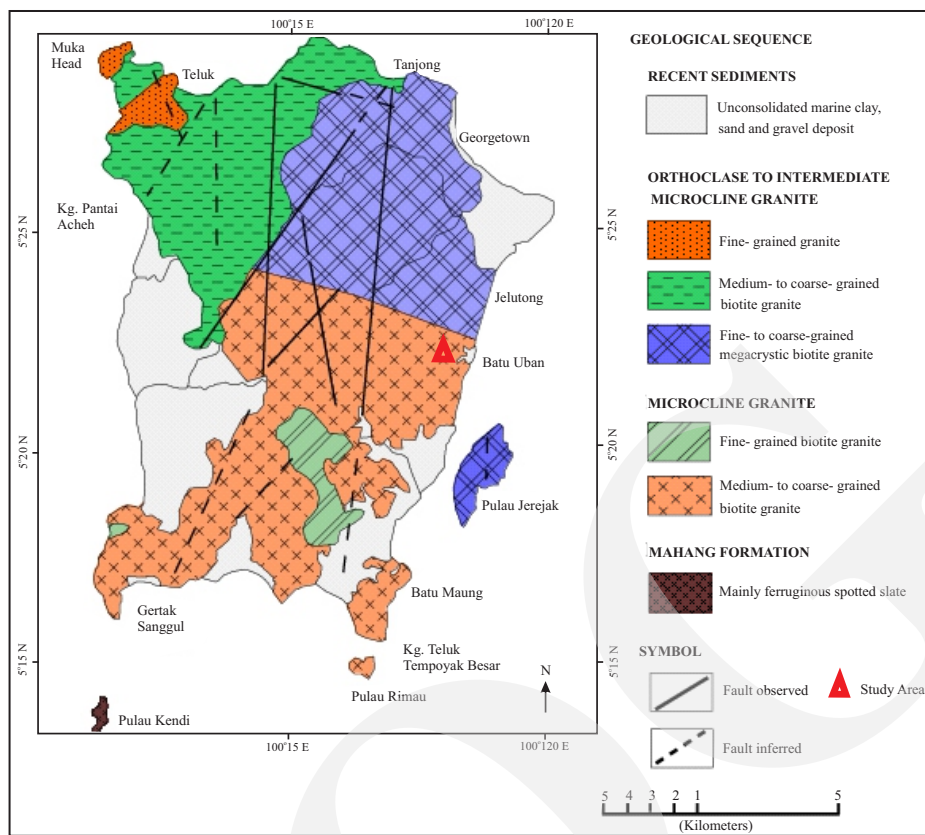 100°15 E
100°120 E
Muka
Head
Teluk
Tanjong
Georgetown
Kg. Pantai
Acheh
5°25 N
5°25 N
Jelutong
Batu Uban
5°20 N
5°20 N
Pulau Jerejak
Batu Maung
Gertak
Sanggul
Kg. Teluk
Tempoyak Besar
5°15 N
5°15 N
Pulau Rimau
N
Pulau Kendi
100°15 E
100°120 E
GEOLOGICAL SEQUENCE
RECENT SEDIMENTS
Unconsolidated marine clay,
sand and gravel deposit
ORTHOCLASE TO INTERMEDIATE
MICROCLINE GRANITE
Fine- grained granite
Medium- to coarse- grained
biotite granite
Fine- to coarse-grained
megacrystic biotite granite
MICROCLINE GRANITE
Fine-grained biotite granite
Medium- to coarse-grained
biotite granite
MAHANG FORMATION
Mainly ferruginous spotted slate
SYMBOL
Fault observed
Study Area
Fault inferred
5 4 3 2 1 5
(Kilometers)